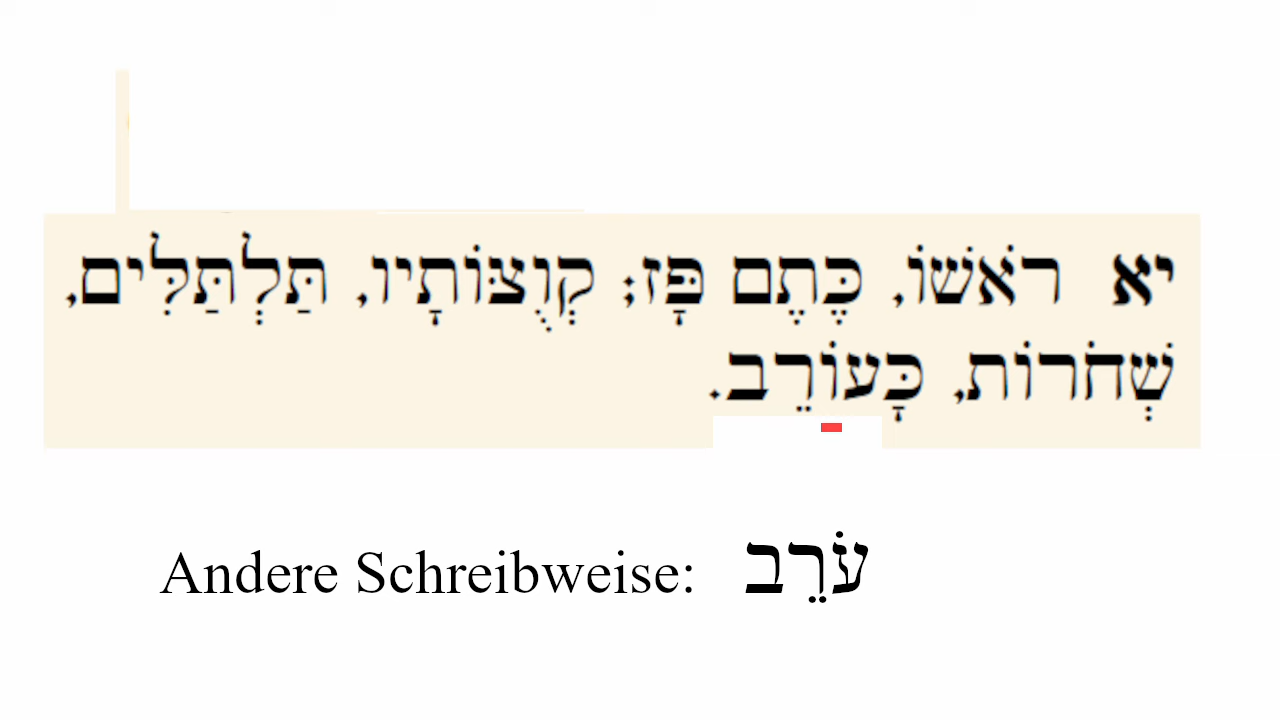 יא רֹאשׁוֹ, כֶּתֶם פָּז; קְוֻצּוֹתָיו, תַּלְתַּלִּים,
שְׁחֹרוֹת, כָּעוֹרֵב.
Andere Schreibweise: עֹרֵב